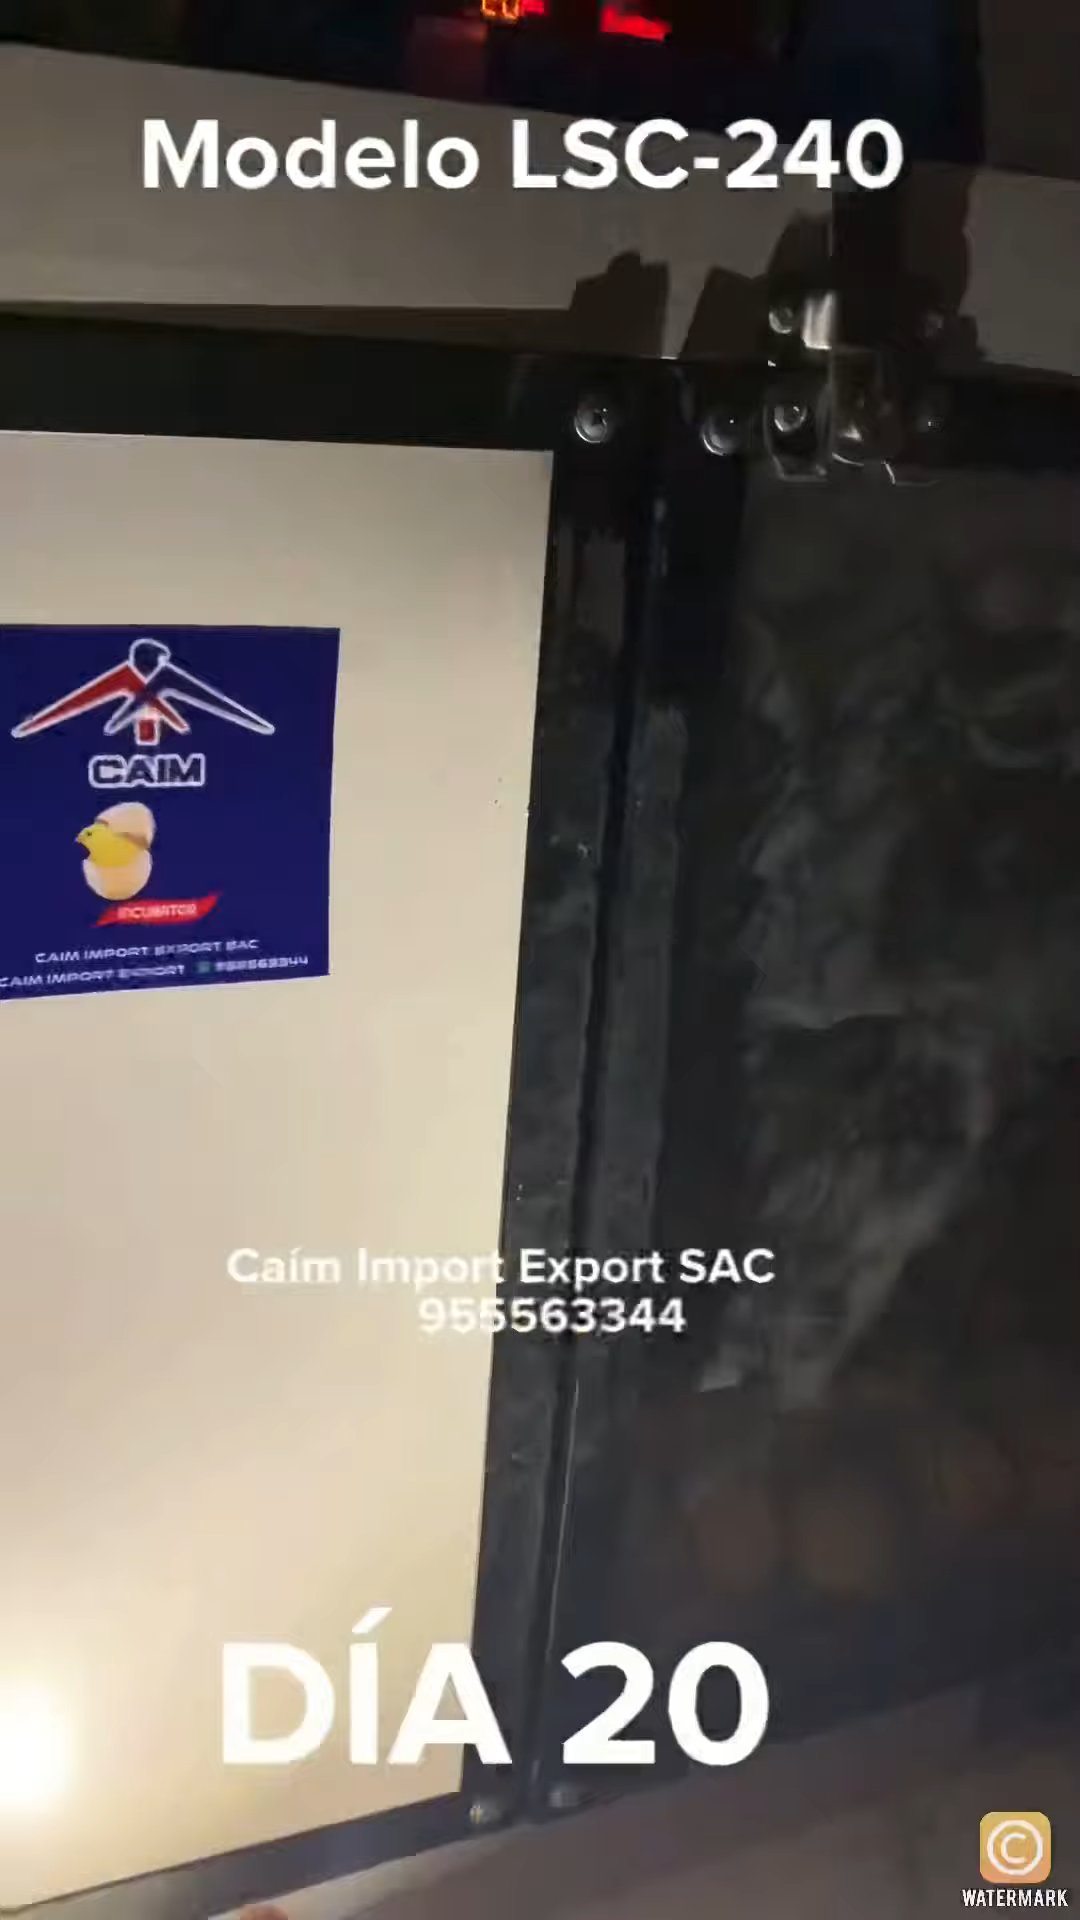 Modelo LSC-240
CAIM
INCUBATOR
CAIM IMPORT EXPORT SAC
CAIM IMPORT EXPORT 955563344
Caím Import Export SAC
955563344
DÍA 20
WATERMARK